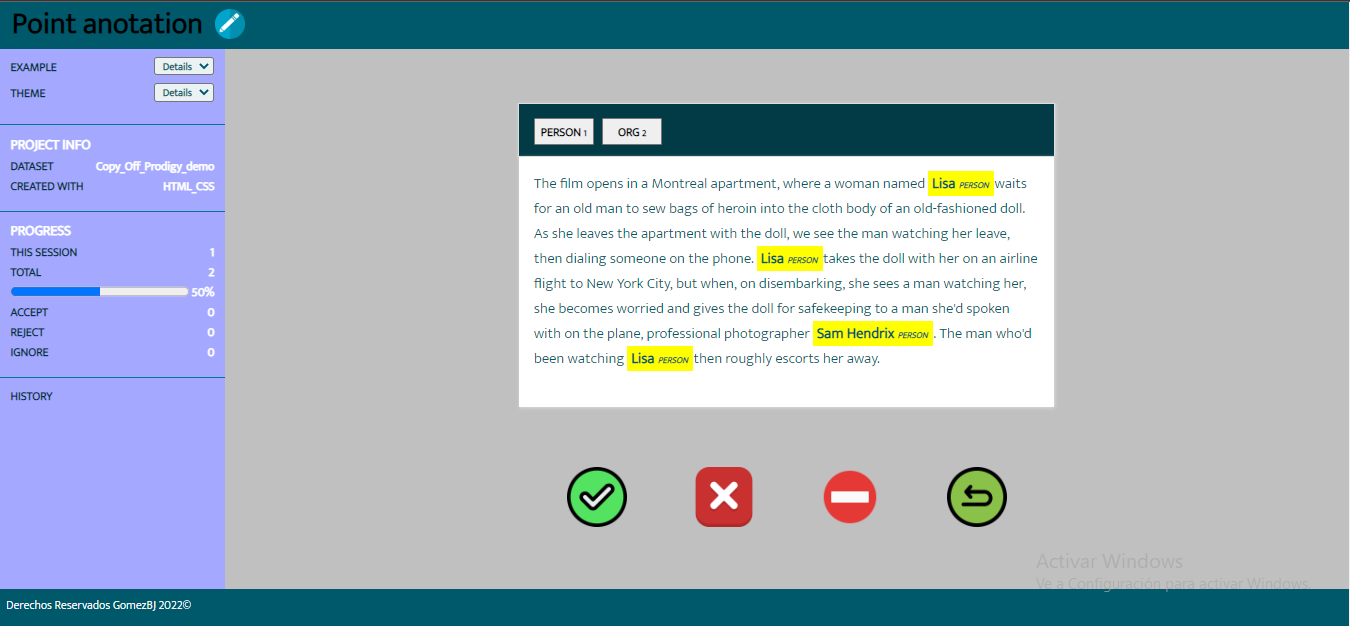 Point anotation
EXAMPLE Details
THEME Details
PROJECT INFO
DATASET Copy_Off_Prodigy_demo
CREATED WITH HTML_CSS
PROGRESS
THIS SESSION 1
TOTAL 2
50%
ACCEPT 0
REJECT 0
IGNORE 0
HISTORY
PERSON 1 ORG 2
The film opens in a Montreal apartment, where a woman named Lisa PERSON waits
for an old man to sew bags of heroin into the cloth body of an old-fashioned doll.
As she leaves the apartment with the doll, we see the man watching her leave,
then dialing someone on the phone. Lisa PERSON takes the doll with her on an airline
flight to New York City, but when, on disembarking, she sees a man watching her,
she becomes worried and gives the doll for safekeeping to a man she'd spoken
with on the plane, professional photographer Sam Hendrix PERSON . The man who'd
been watching Lisa PERSON then roughly escorts her away.
Activar Windows
Ve a Configuración para activar Windows.
Derechos Reservados GomezBJ 2022©